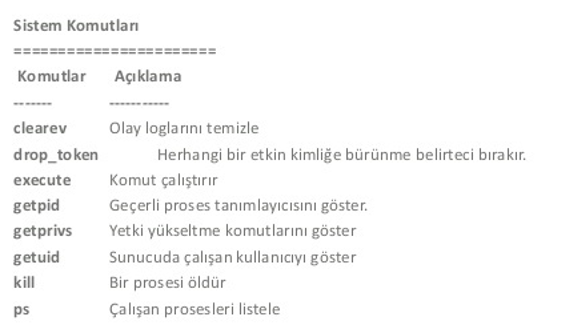 Sistem Komutları
=======================
Komutlar Açıklama
------- -----------
clearev Olay loglarını temizle
drop_token Herhangi bir etkin kimliğe bürünme belirteci bırakır.
execute Komut çalıştırır
getpid Geçerli proses tanımlayıcısını göster.
getprivs Yetki yükseltme komutlarını göster
getuid Sunucuda çalışan kullanıcıyı göster
kill Bir prosesi öldür
ps Çalışan prosesleri listele